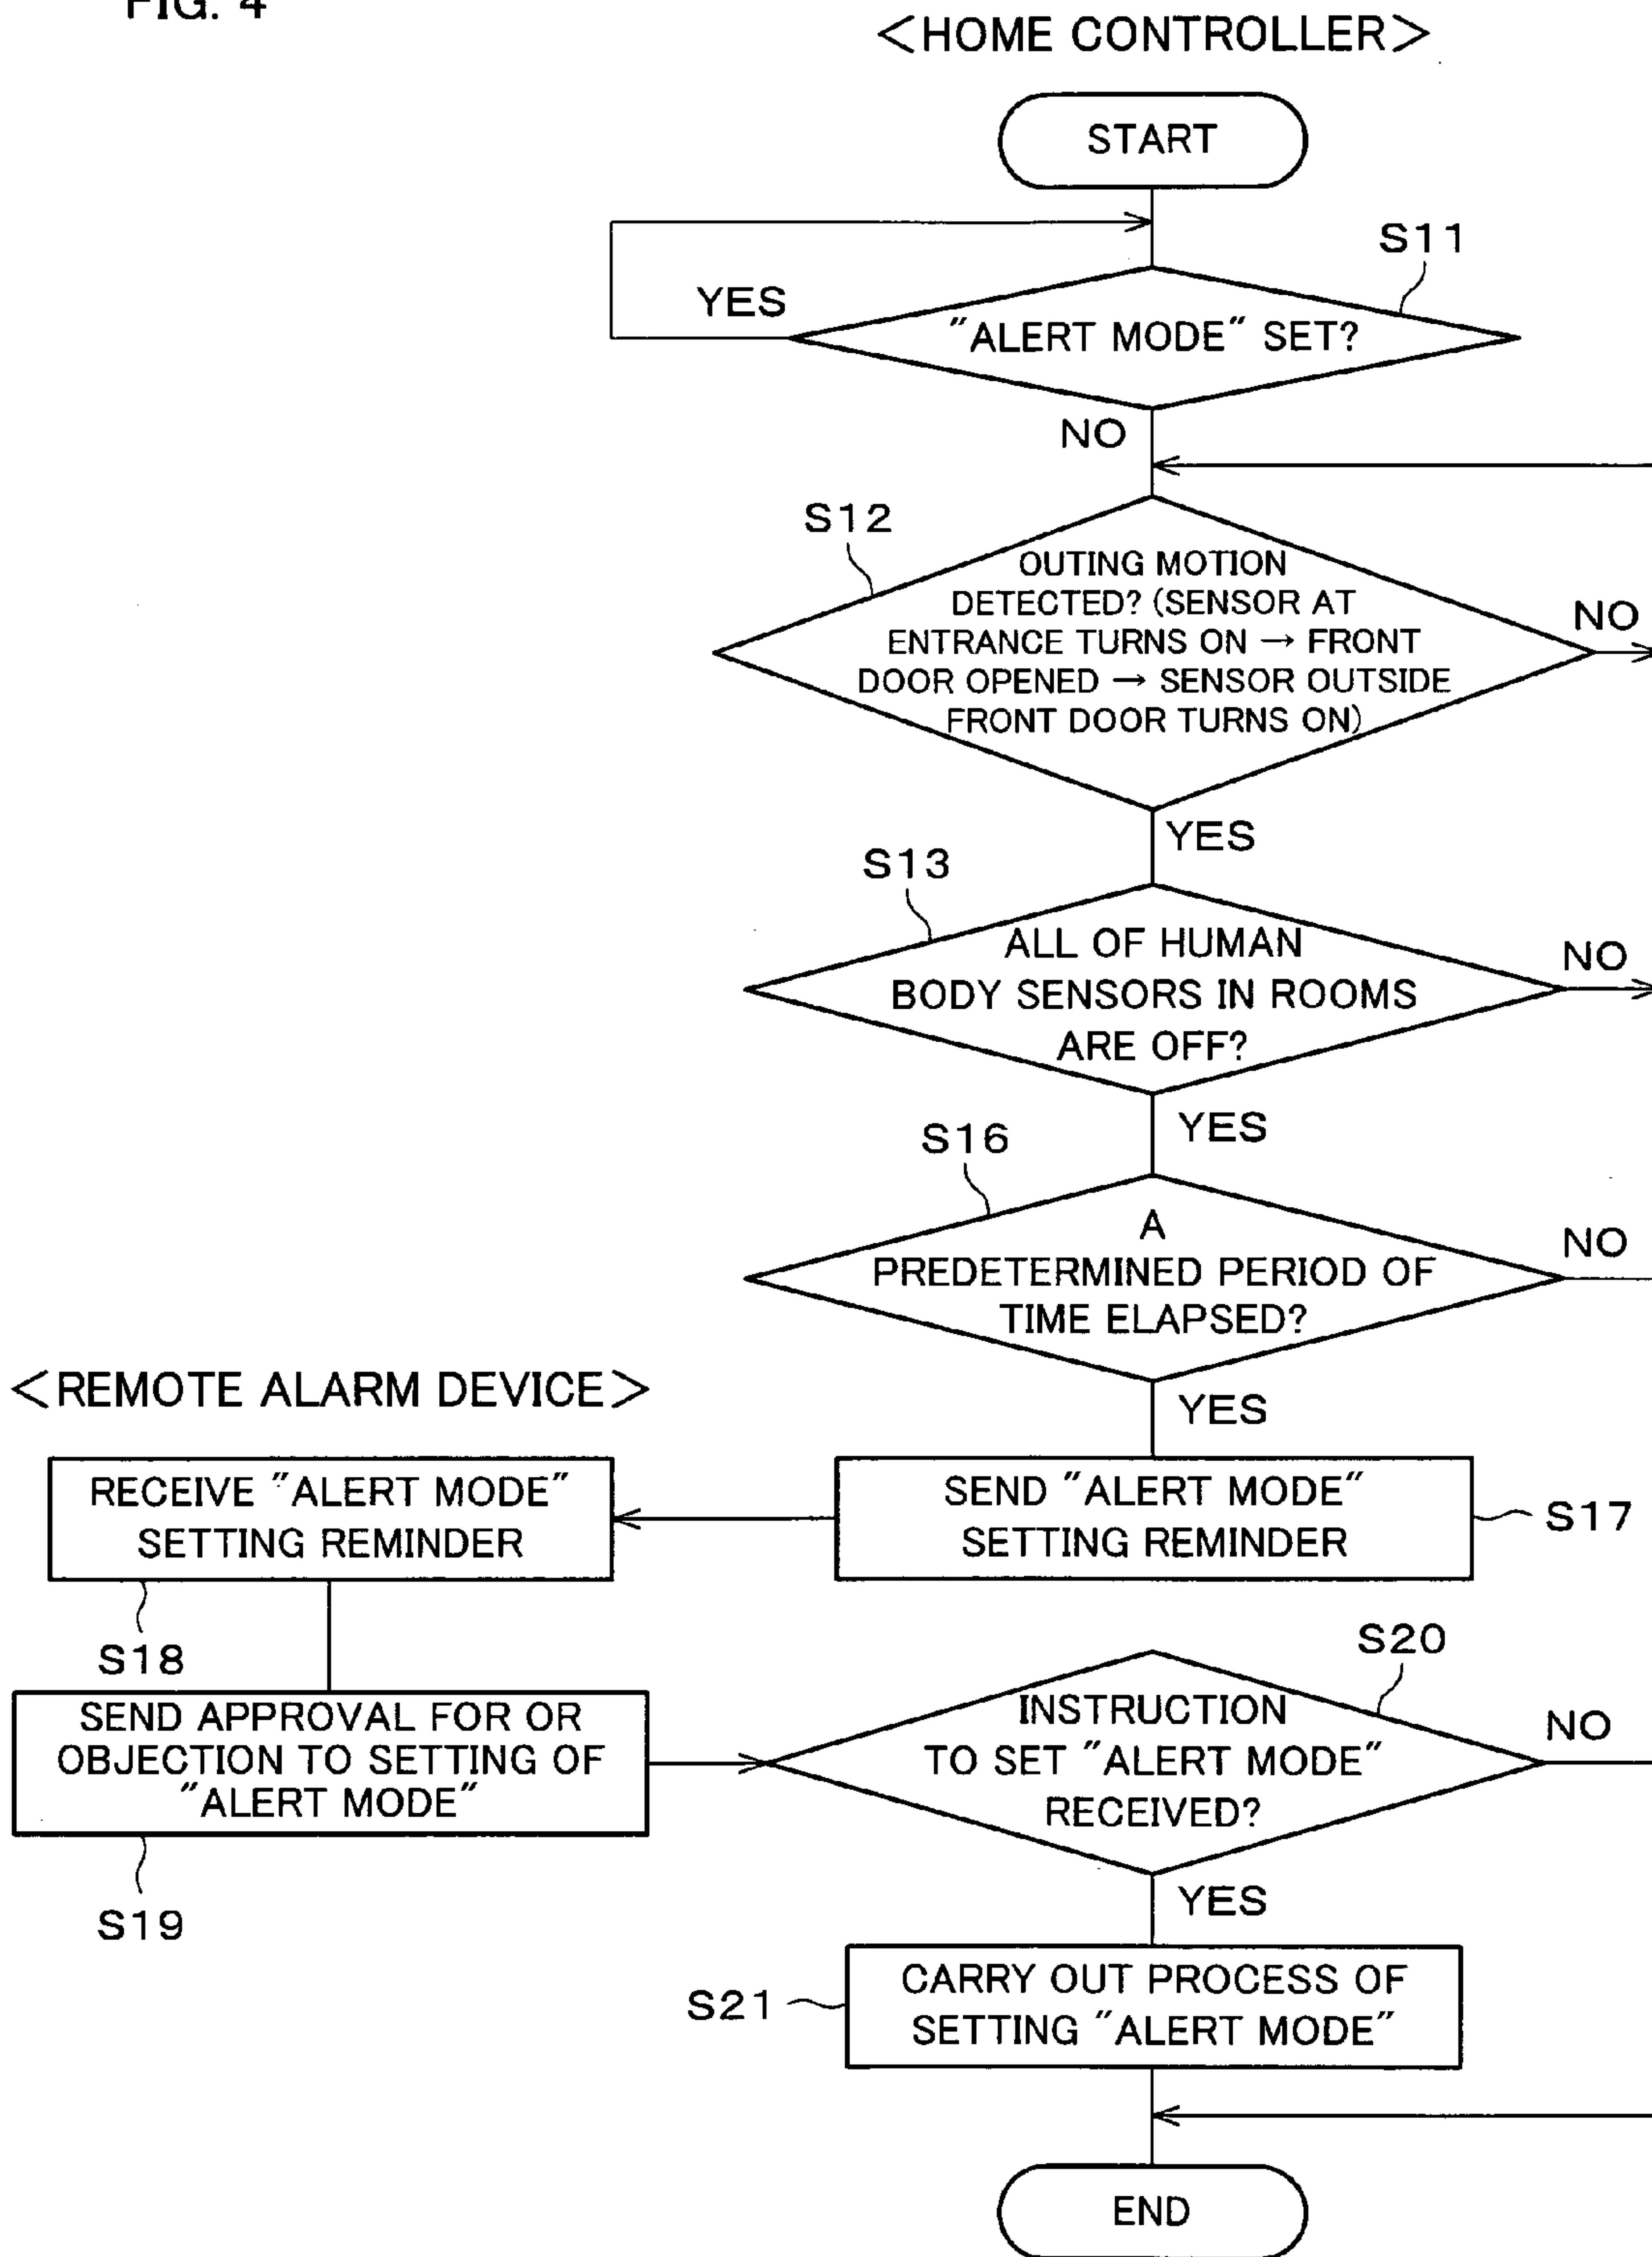 FIG. 4
<HOME CONTROLLER>
START
S11
YES
"ALERT MODE" SET?
NO
S12
OUTING MOTION
DETECTED? (SENSOR AT
ENTRANCE TURNS ON → FRONT
DOOR OPENED → SENSOR OUTSIDE
FRONT DOOR TURNS ON)
NO
YES
S13
ALL OF HUMAN
BODY SENSORS IN ROOMS
ARE OFF?
NO
YES
S16
A
PREDETERMINED PERIOD OF
TIME ELAPSED?
NO
YES
<REMOTE ALARM DEVICE>
RECEIVE "ALERT MODE"
SETTING REMINDER
SEND "ALERT MODE"
SETTING REMINDER
S17
S18
SEND APPROVAL FOR OR
OBJECTION TO SETTING OF
"ALERT MODE"
S19
S20
INSTRUCTION
TO SET "ALERT MODE"
RECEIVED?
NO
YES
S21
CARRY OUT PROCESS OF
SETTING "ALERT MODE"
END